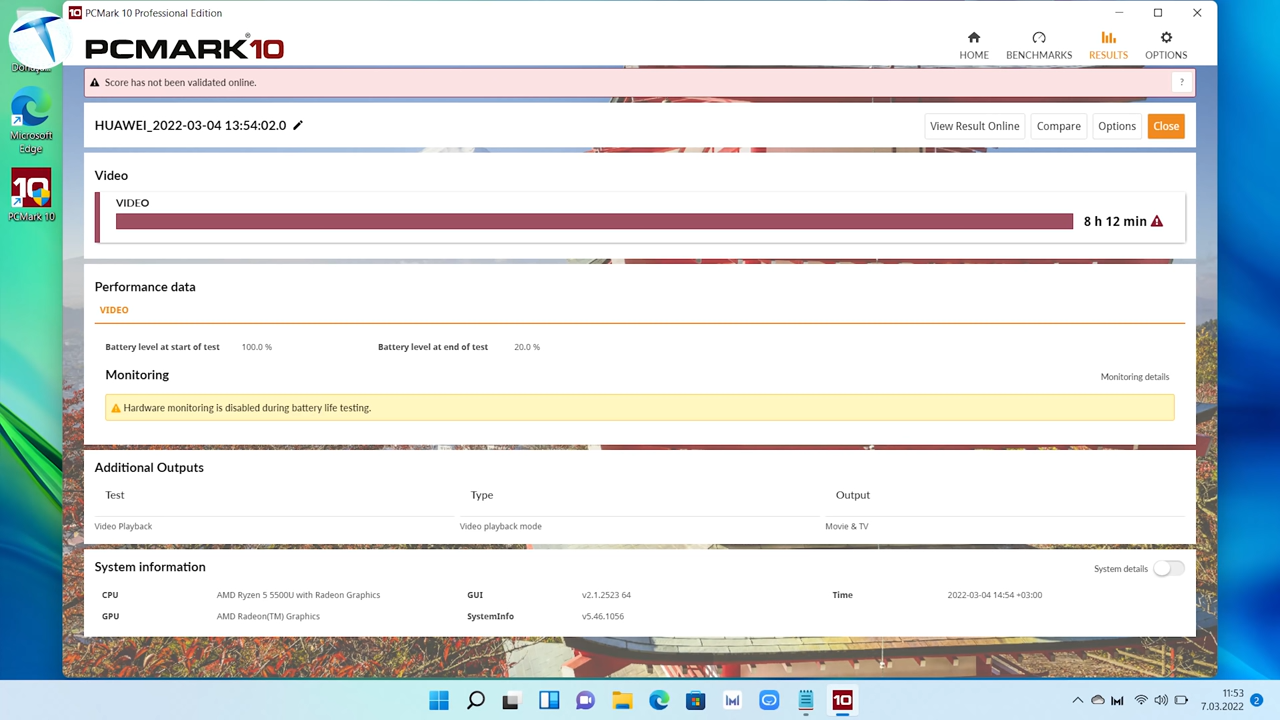 PCMark 10 Professional Edition
PCMARK®10
HOME
BENCHMARKS
RESULTS
OPTIONS
Score has not been validated online.
?
HUAWEI_2022-03-04 13:54:02.0
View Result Online
Compare
Options
Close
Video
VIDEO
8 h 12 min
Performance data
VIDEO
Battery level at start of test 100.0 %
Battery level at end of test 20.0 %
Monitoring
Monitoring details
Hardware monitoring is disabled during battery life testing.
Additional Outputs
Test Type Output
Video Playback Video playback mode Movie & TV
System information
System details
CPU AMD Ryzen 5 5500U with Radeon Graphics
GUI v2.1.2523 64
Time 2022-03-04 14:54 +03:00
GPU AMD Radeon(TM) Graphics
SystemInfo v5.46.1056
Microsoft
Edge
10
PCMark 10
10
11:53
7.03.2022
2